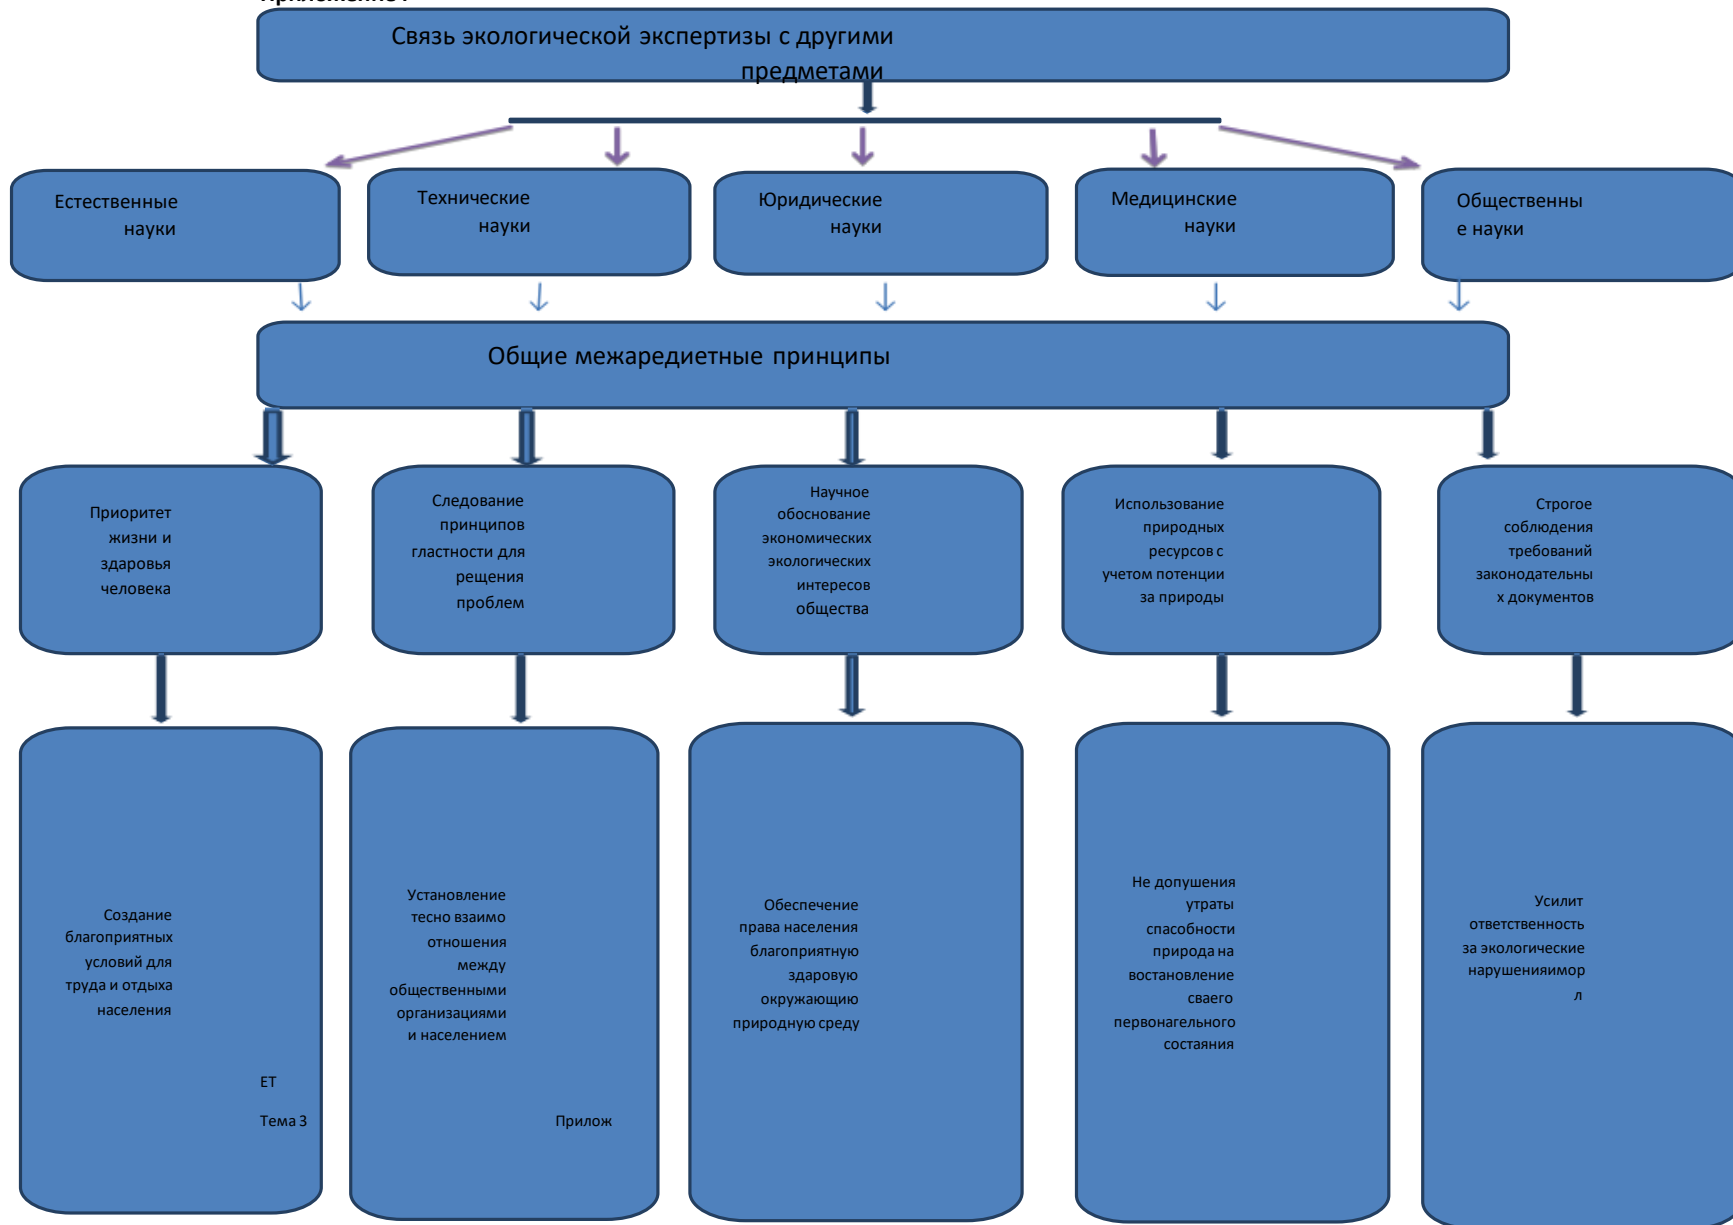 Связь экологической экспертизы с другими
предметами
Естественные
науки
Технические
науки
Юридические
науки
Медицинские
науки
Общественны
е науки
Общие межаредиетные принципы
Приоритет
жизни и
здаровья
человека
Следование
принципов
гластности для
рещения
проблем
Научное
обоснование
экономических
экологических
интересов
общества
Использование
природных
ресурсов с
учетом потенции
за природы
Строгое
соблюдения
требований
законодательны
х документов
Создание
благоприятных
условий для
труда и отдыха
населения
Установление
тесно взаимо
отношения
между
общественными
организациями
и населением
Обеспечение
права населения
благоприятную
здаровую
окружающию
природную среду
Не допушения
утраты
спасобности
природа на
востановление
сваего
первонагельного
состаяния
Усилит
ответственность
за экологические
нарушенияимор
л
ЕТ
Тема 3
Прилож